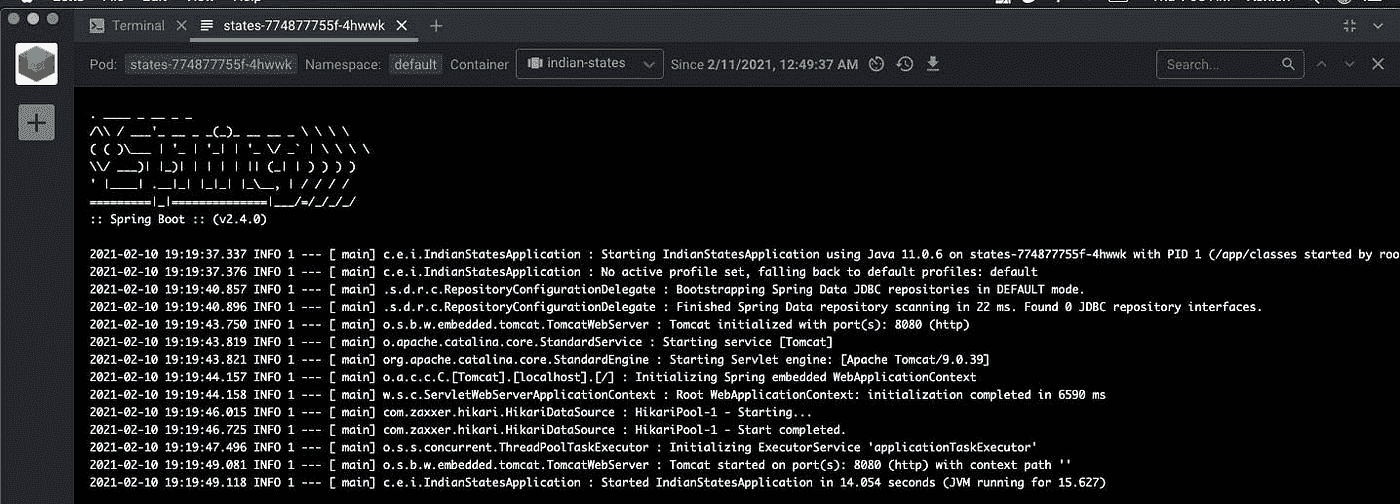 Terminal
states-774877755f-4hwwk
Pod: states-774877755f-4hwwk Namespace: default Container indian-states Since 2/11/2021, 12:49:37 AM Search...
. ____ _ __ _ _
/\\ / ___'_ __ _ _(_)_ __ __ _ \ \ \ \
( ( )\___ | '_ | '_| | '_ \/ _` | \ \ \ \
\\/ ___)| |_)| | | | | || (_| | ) ) ) )
' |____| .__|_| |_|_| |_\__, | / / / /
=========|_|==============|___/=/_/_/_/
:: Spring Boot :: (v2.4.0)
2021-02-10 19:19:37.337 INFO 1 --- [ main] c.e.i.IndianStatesApplication : Starting IndianStatesApplication using Java 11.0.6 on states-774877755f-4hwwk with PID 1 (/app/classes started by roo
2021-02-10 19:19:37.376 INFO 1 --- [ main] c.e.i.IndianStatesApplication : No active profile set, falling back to default profiles: default
2021-02-10 19:19:40.857 INFO 1 --- [ main] .s.d.r.c.RepositoryConfigurationDelegate : Bootstrapping Spring Data JDBC repositories in DEFAULT mode.
2021-02-10 19:19:40.896 INFO 1 --- [ main] .s.d.r.c.RepositoryConfigurationDelegate : Finished Spring Data repository scanning in 22 ms. Found 0 JDBC repository interfaces.
2021-02-10 19:19:43.750 INFO 1 --- [ main] o.s.b.w.embedded.tomcat.TomcatWebServer : Tomcat initialized with port(s): 8080 (http)
2021-02-10 19:19:43.819 INFO 1 --- [ main] o.apache.catalina.core.StandardService : Starting service [Tomcat]
2021-02-10 19:19:43.821 INFO 1 --- [ main] org.apache.catalina.core.StandardEngine : Starting Servlet engine: [Apache Tomcat/9.0.39]
2021-02-10 19:19:44.157 INFO 1 --- [ main] o.a.c.c.C.[Tomcat].[localhost].[/] : Initializing Spring embedded WebApplicationContext
2021-02-10 19:19:44.158 INFO 1 --- [ main] w.s.c.ServletWebServerApplicationContext : Root WebApplicationContext: initialization completed in 6590 ms
2021-02-10 19:19:46.015 INFO 1 --- [ main] com.zaxxer.hikari.HikariDataSource : HikariPool-1 - Starting...
2021-02-10 19:19:46.725 INFO 1 --- [ main] com.zaxxer.hikari.HikariDataSource : HikariPool-1 - Start completed.
2021-02-10 19:19:47.496 INFO 1 --- [ main] o.s.s.concurrent.ThreadPoolTaskExecutor : Initializing ExecutorService 'applicationTaskExecutor'
2021-02-10 19:19:49.081 INFO 1 --- [ main] o.s.b.w.embedded.tomcat.TomcatWebServer : Tomcat started on port(s): 8080 (http) with context path ''
2021-02-10 19:19:49.118 INFO 1 --- [ main] c.e.i.IndianStatesApplication : Started IndianStatesApplication in 14.054 seconds (JVM running for 15.627)